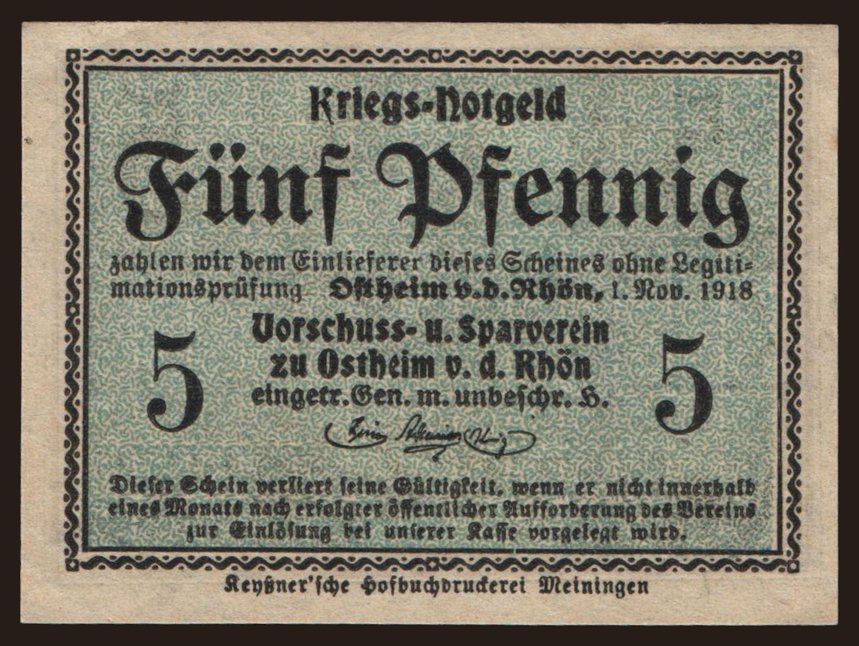 Kriegs-Notgeld
Fünf Pfennig
zahlen wir dem Einlieferer dieses Scheines ohne Legiti-
mationsprüfung Ostheim v. d. Rhön, 1. Nov. 1918
Vorschuss- u. Sparverein
zu Ostheim v. d. Rhön
eingetr. Gen. m. unbeschr. H.
5 5
Dieser Schein verliert seine Gültigkeit, wenn er nicht innerhalb
eines Monats nach erfolgter öffentlicher Aufforderung des Vereins
zur Einlösung bei unserer Kasse vorgelegt wird.
Keyßner'sche Hofbuchdruckerei Meiningen